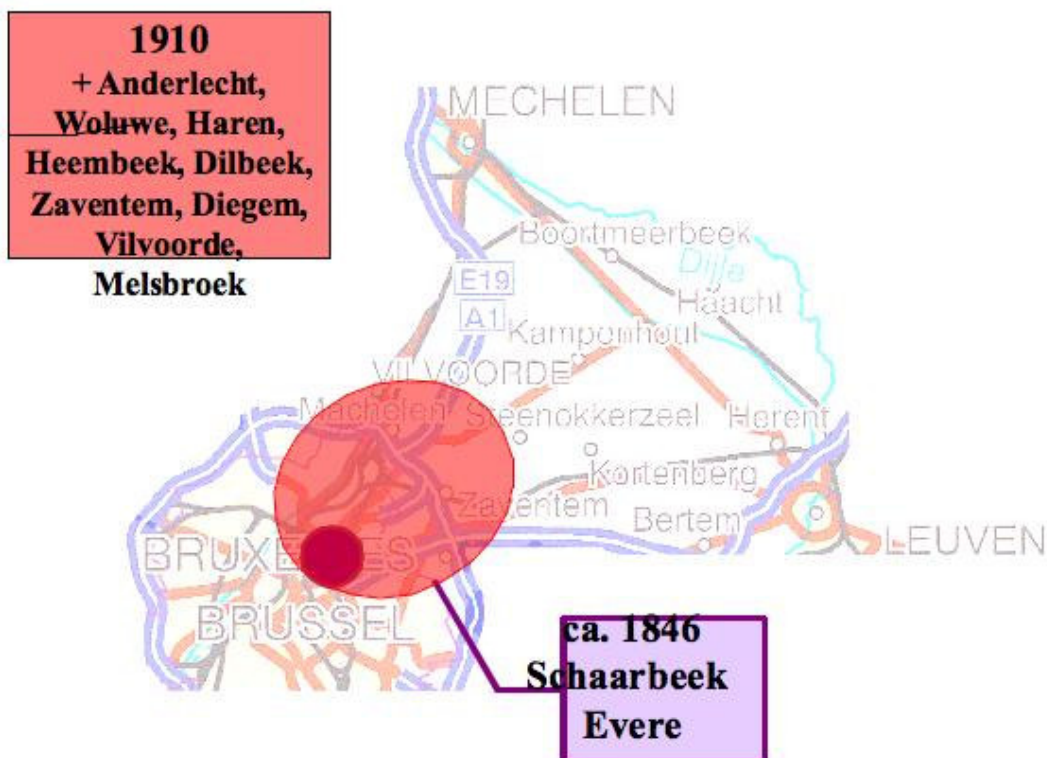 1910
+ Anderlecht,
Woluwe, Haren,
Heembeek, Dilbeek,
Zaventem, Diegem,
Vilvoorde,
Melsbroek
MECHELEN
Boortmeerbeek
Dijle
E19
Haacht
A1
Kampenhout
VILVOORDE
Machelen
Steenokkerzeel
Herent
Kortenberg
Zaventem
Bertem
BRUXELLES
LEUVEN
BRUSSEL
ca. 1846
Schaarbeek
Evere